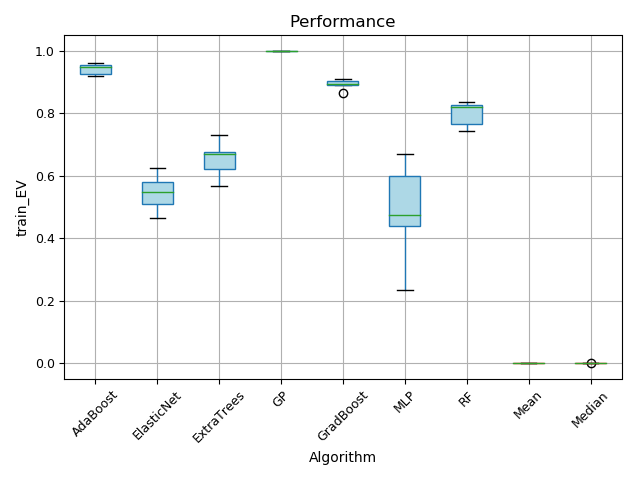 Performance
1.0
0.8
0.6
0.4
0.2
0.0
train_EV
AdaBoost
ElasticNet
ExtraTrees
GP
GradBoost
MLP
RF
Mean
Median
Algorithm